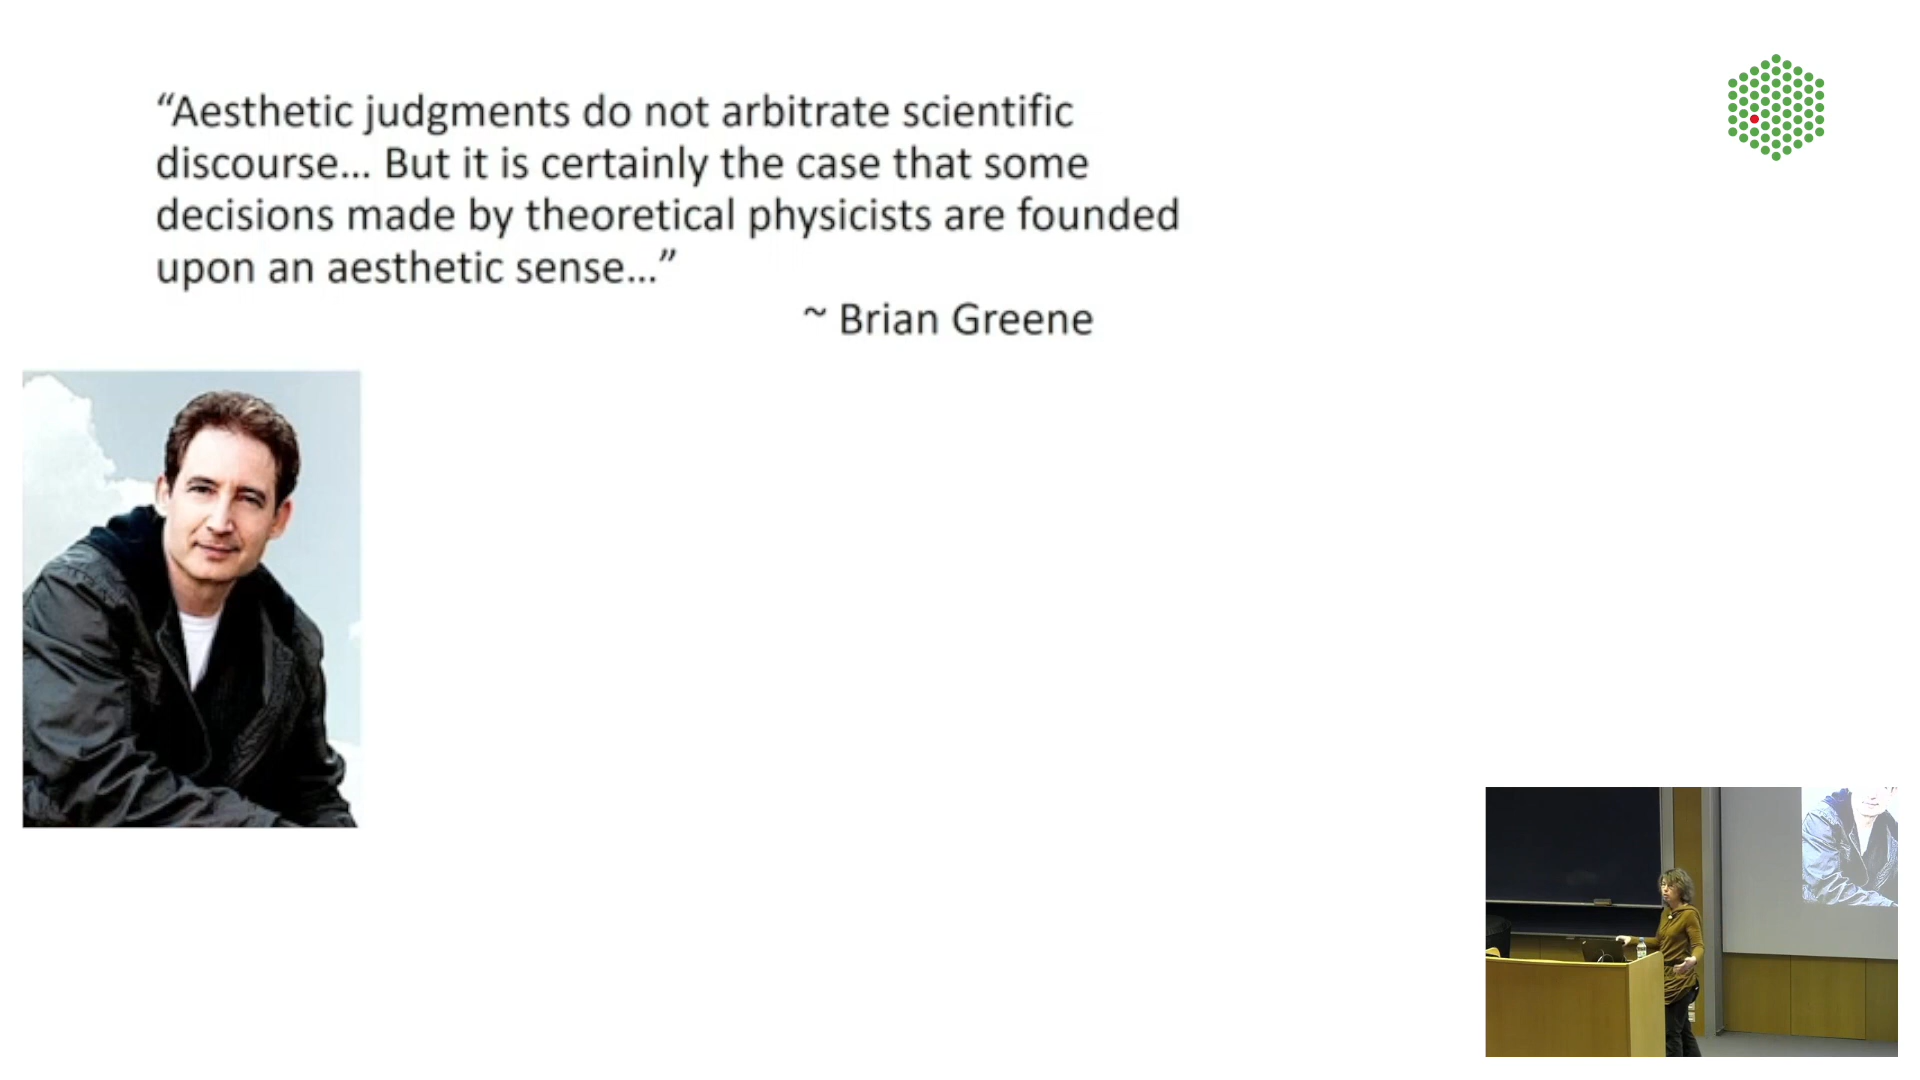 “Aesthetic judgments do not arbitrate scientific
discourse... But it is certainly the case that some
decisions made by theoretical physicists are founded
upon an aesthetic sense...”
~ Brian Greene